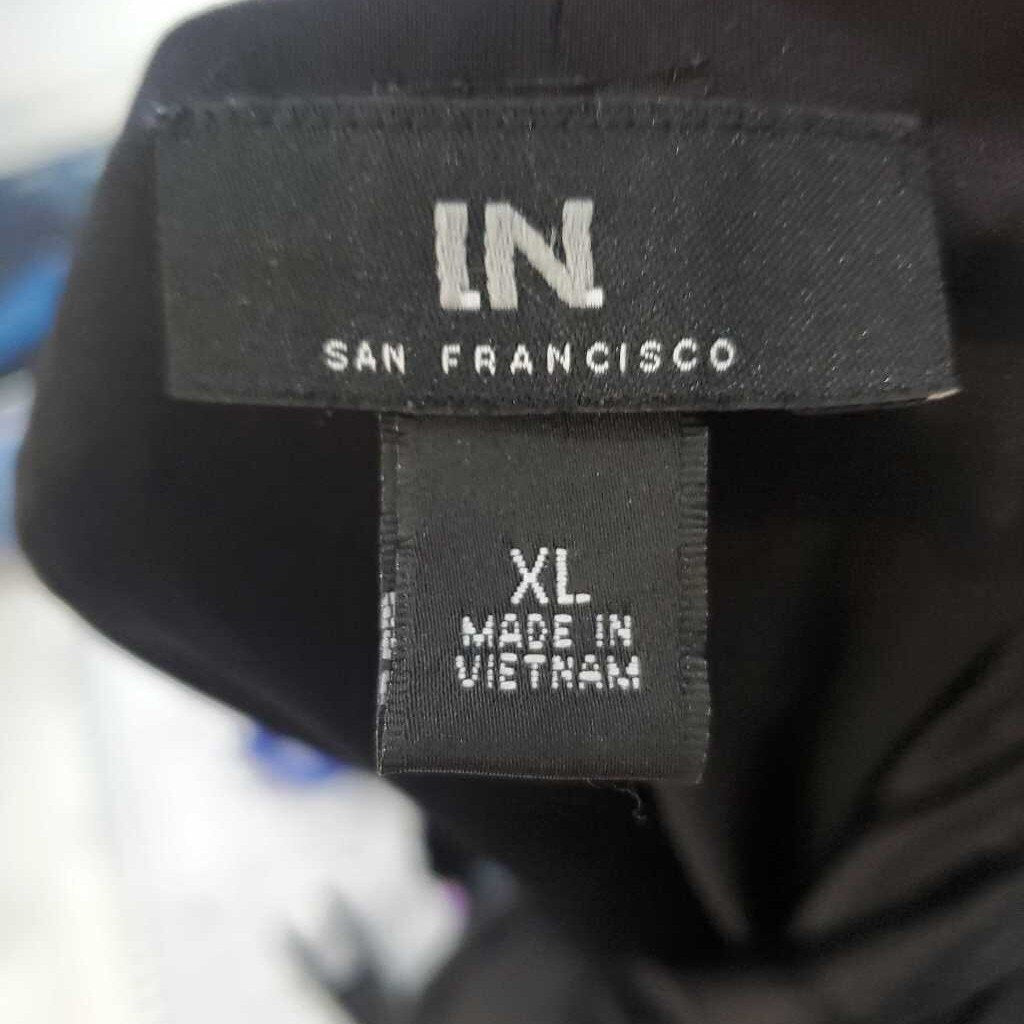 IN
SAN FRANCISCO
XL
MADE IN
VIETNAM